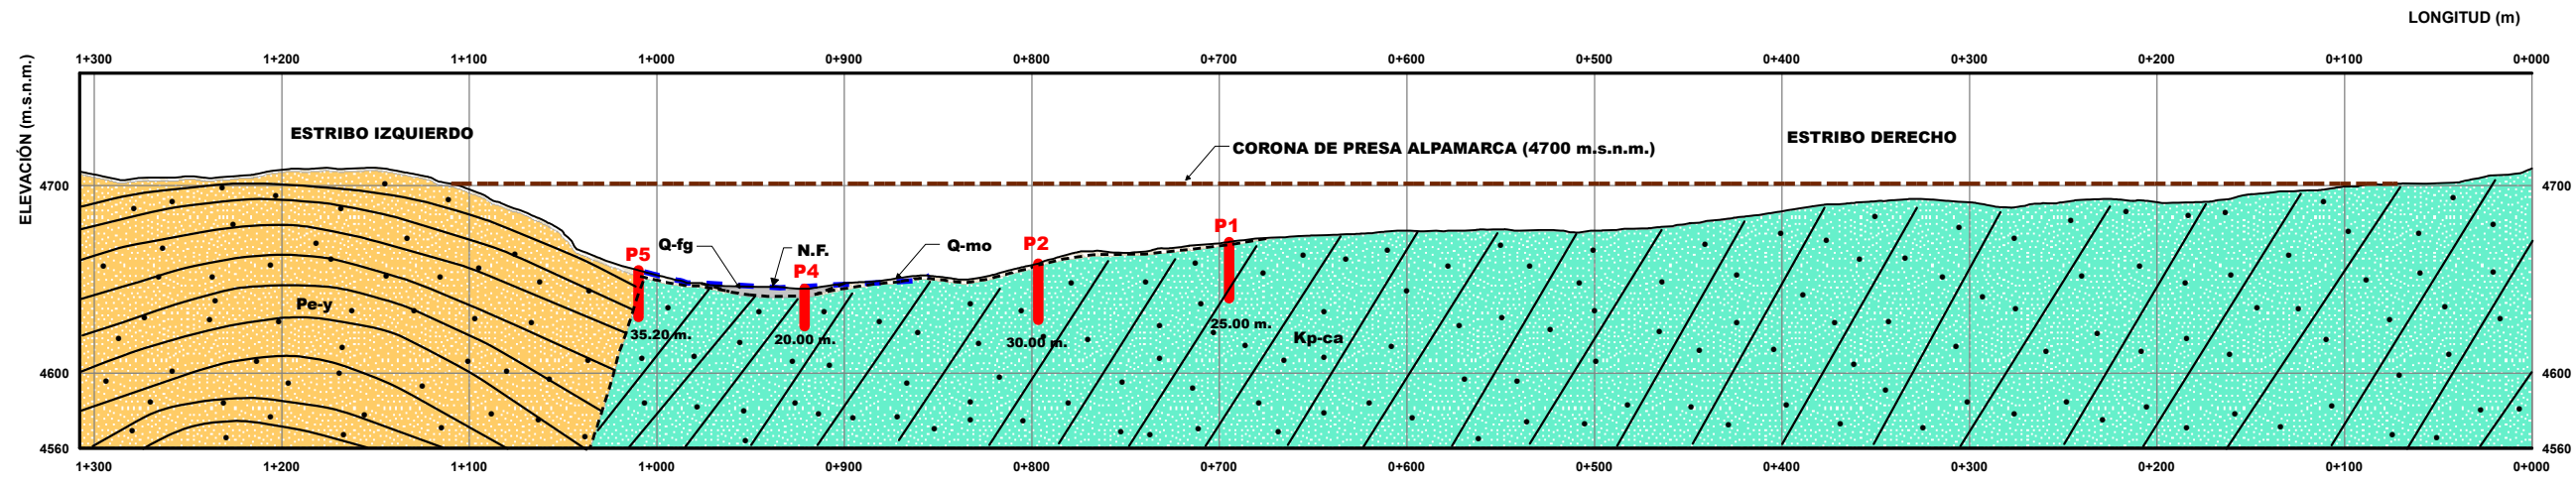 LONGITUD (m)
1+300 1+200 1+100 1+000 0+900 0+800 0+700 0+600 0+500 0+400 0+300 0+200 0+100 0+000
ELEVACIÓN (m.s.n.m.)
ESTRIBO IZQUIERDO
ESTRIBO DERECHO
CORONA DE PRESA ALPAMARCA (4700 m.s.n.m.)
4700 4700
P1
P5 Q-fg N.F. Q-mo P2
P4
Pe-y
35.20 m. 20.00 m. 30.00 m. 25.00 m.
Kp-ca
4600 4600
4560 4560
1+300 1+200 1+100 1+000 0+900 0+800 0+700 0+600 0+500 0+400 0+300 0+200 0+100 0+000